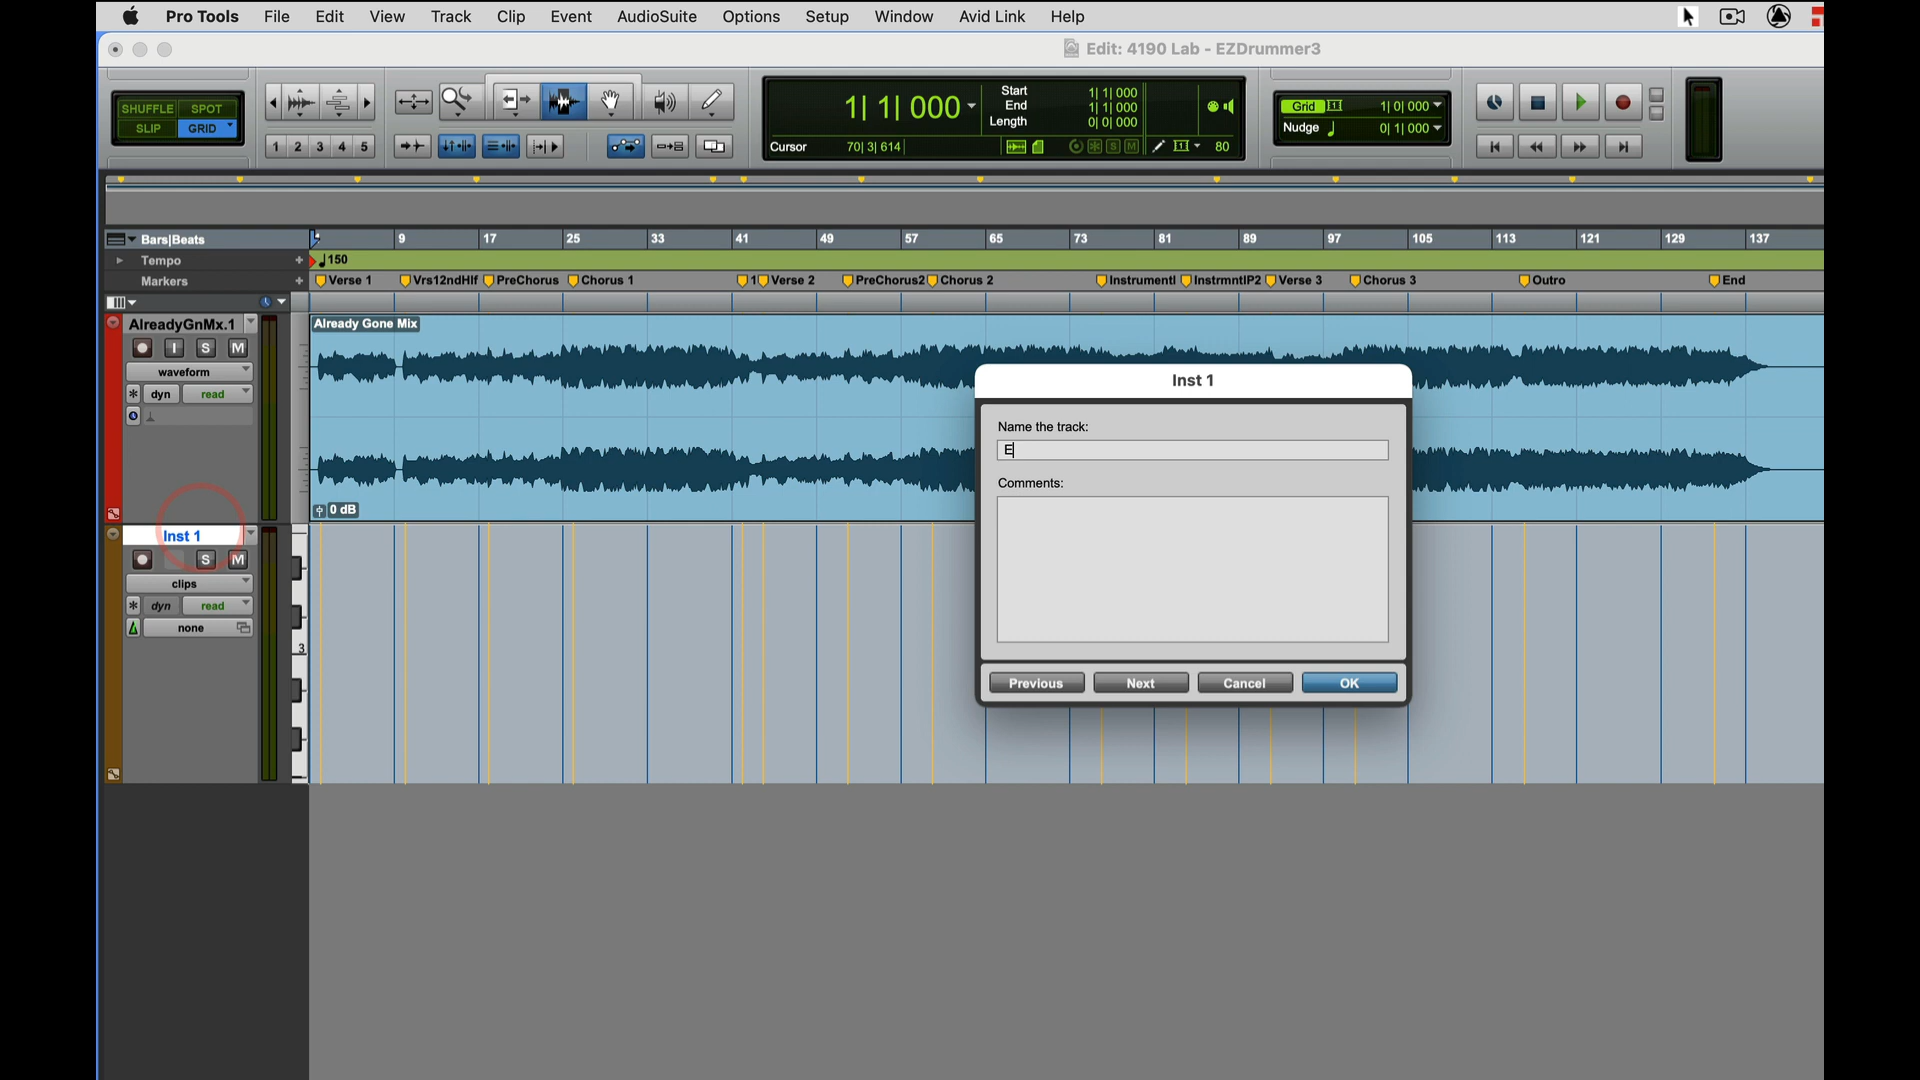 Pro Tools File Edit View Track Clip Event AudioSuite Options Setup Window Avid Link Help
Edit: 4190 Lab - EZDrummer3
SHUFFLE SPOT
SLIP GRID
1 2 3 4 5
1| 1| 000
Start 1| 1| 000
End 1| 1| 000
Length 0| 0| 000
Cursor 70| 3| 614
80
Grid 1| 0| 000
Nudge 0| 1| 000
Bars|Beats 9 17 25 33 41 49 57 65 73 81 89 97 105 113 121 129 137
Tempo + 150
Markers + Verse 1 Vrs12ndHlf PreChorus Chorus 1 1 Verse 2 PreChorus2 Chorus 2 Instrumentl InstrmntlP2 Verse 3 Chorus 3 Outro End
AlreadyGnMx.1
Already Gone Mix
I S M
waveform
* dyn read
0 dB
Inst 1
S M
clips
* dyn read
none
3
Inst 1
Name the track:
E
Comments:
Previous Next Cancel OK